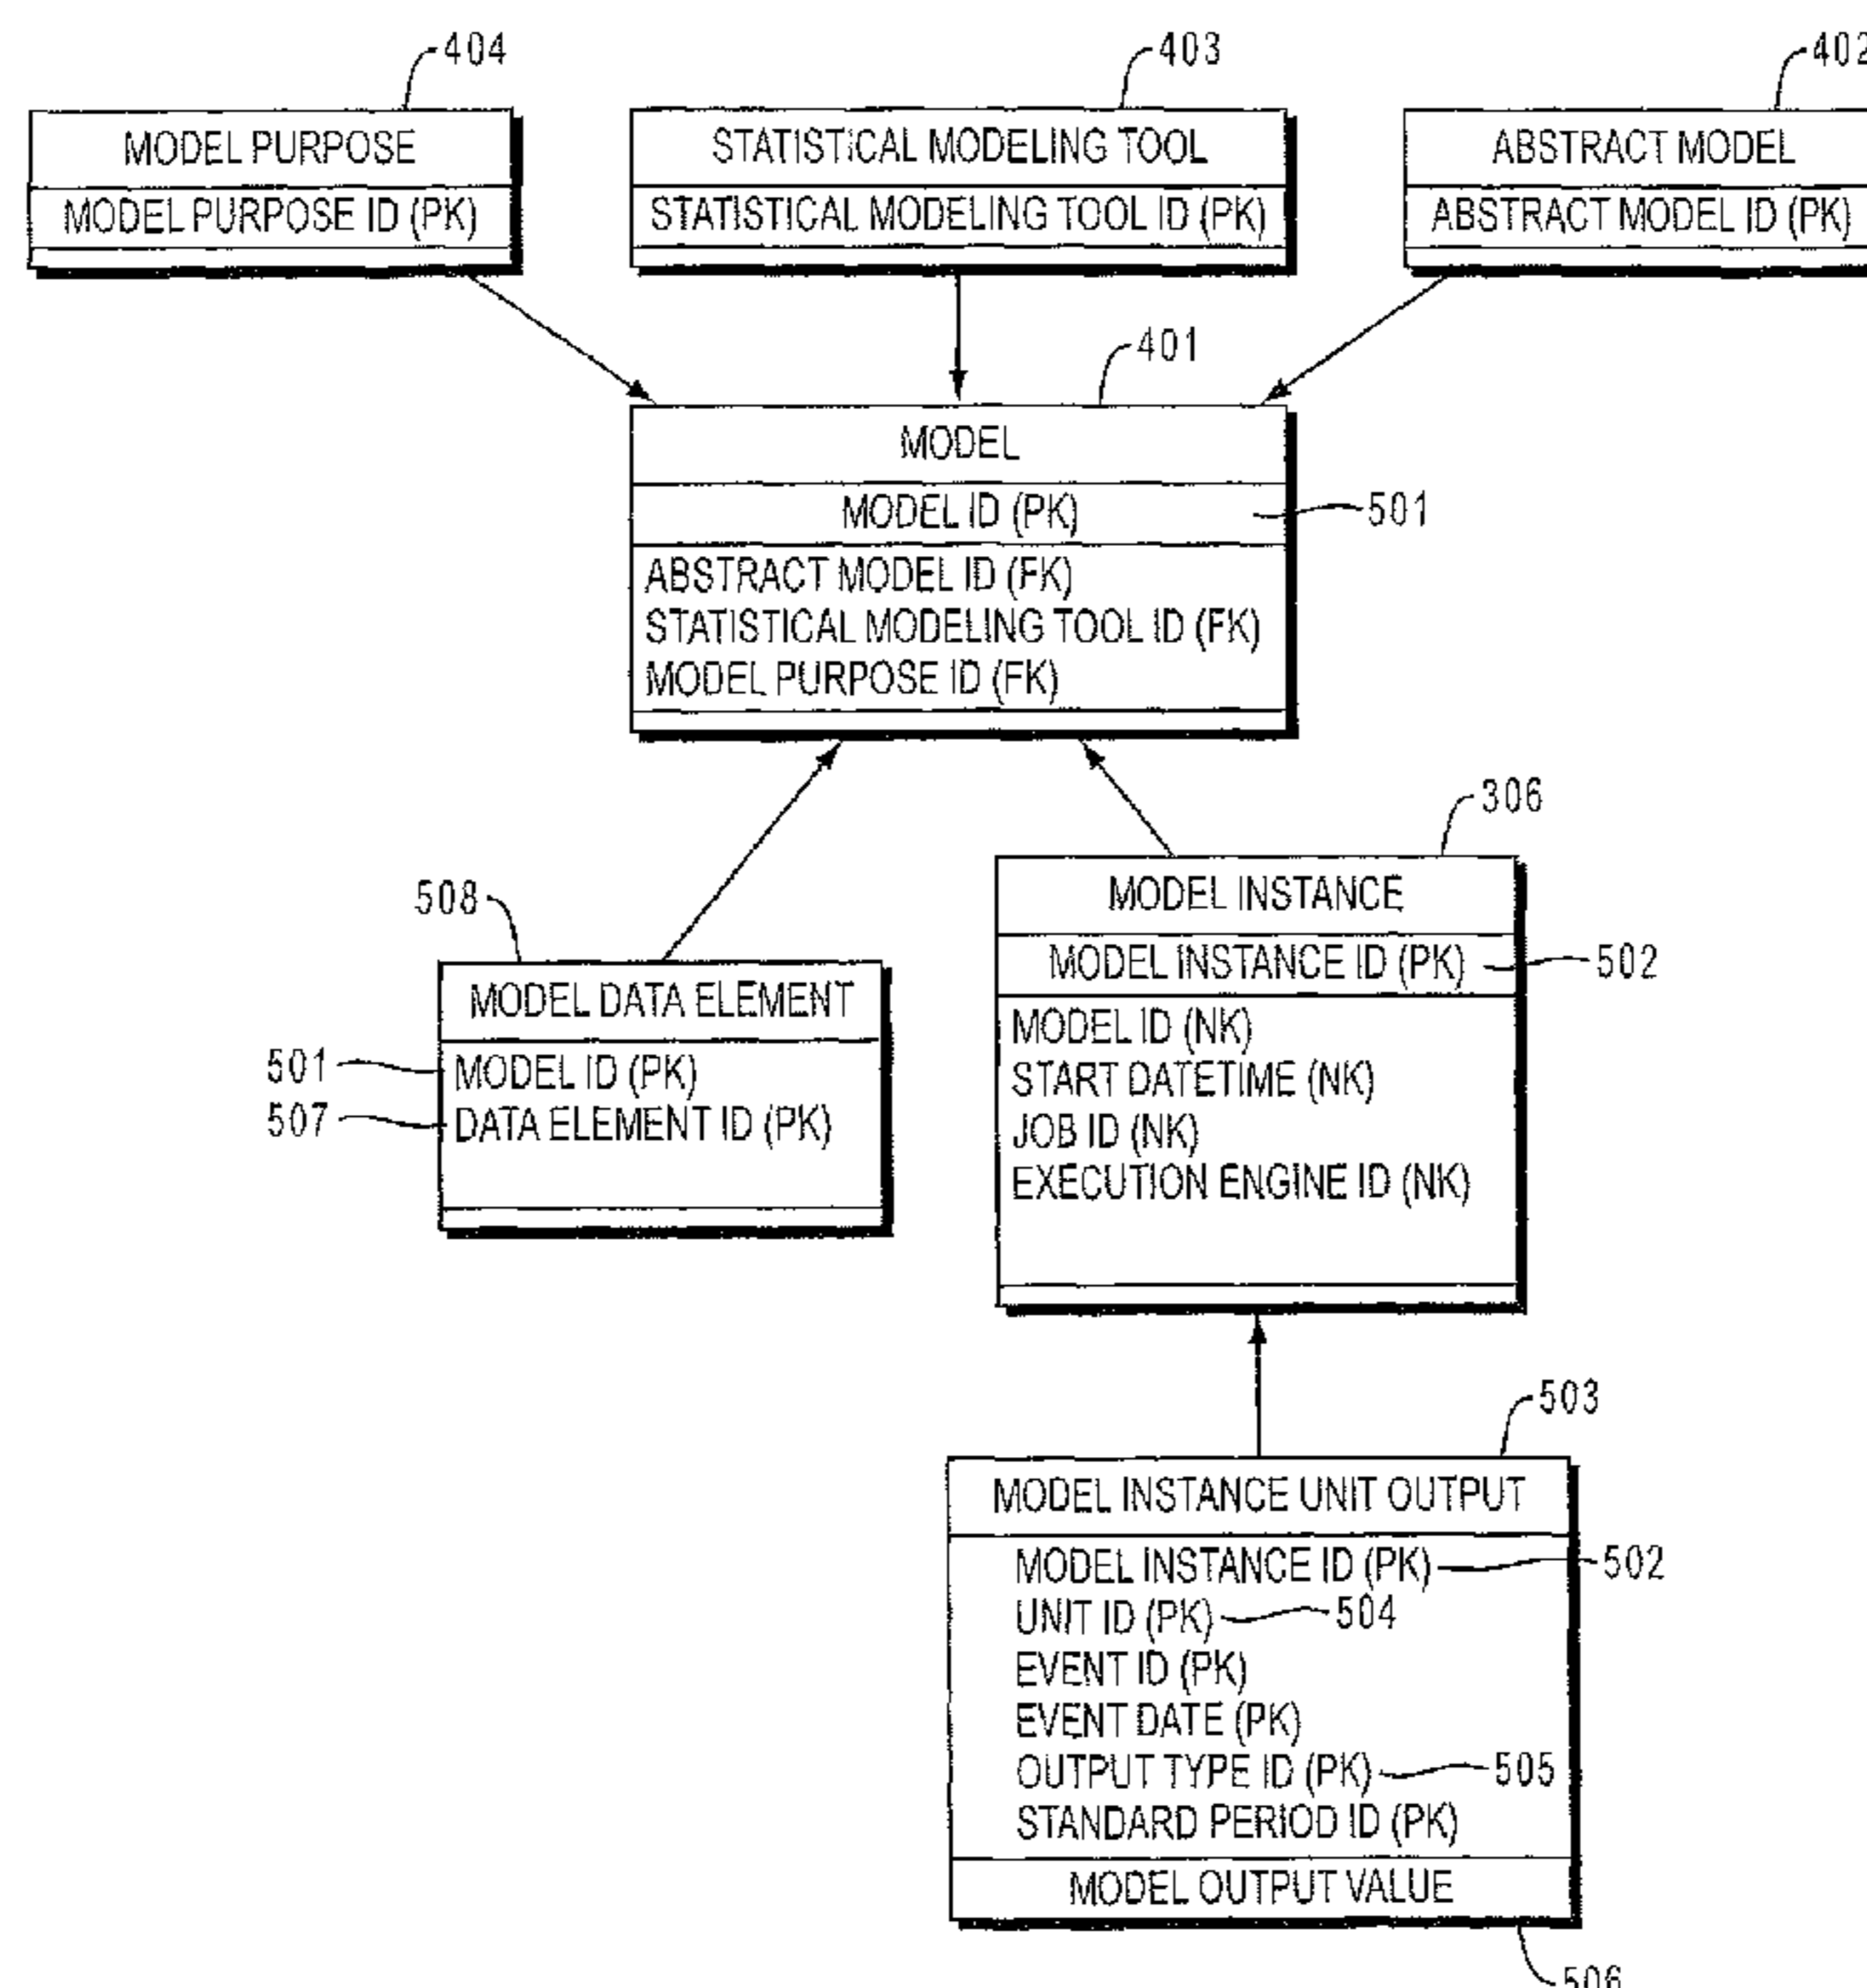 404
403
402
MODEL PURPOSE
MODEL PURPOSE ID (PK)
STATISTICAL MODELING TOOL
STATISTICAL MODELING TOOL ID (PK)
ABSTRACT MODEL
ABSTRACT MODEL ID (PK)
401
MODEL
MODEL ID (PK)
501
ABSTRACT MODEL ID (FK)
STATISTICAL MODELING TOOL ID (FK)
MODEL PURPOSE ID (FK)
508
MODEL DATA ELEMENT
501
MODEL ID (PK)
507
DATA ELEMENT ID (PK)
306
MODEL INSTANCE
MODEL INSTANCE ID (PK)
502
MODEL ID (NK)
START DATETIME (NK)
JOB ID (NK)
EXECUTION ENGINE ID (NK)
503
MODEL INSTANCE UNIT OUTPUT
MODEL INSTANCE ID (PK)
502
UNIT ID (PK)
504
EVENT ID (PK)
EVENT DATE (PK)
OUTPUT TYPE ID (PK)
505
STANDARD PERIOD ID (PK)
MODEL OUTPUT VALUE
506